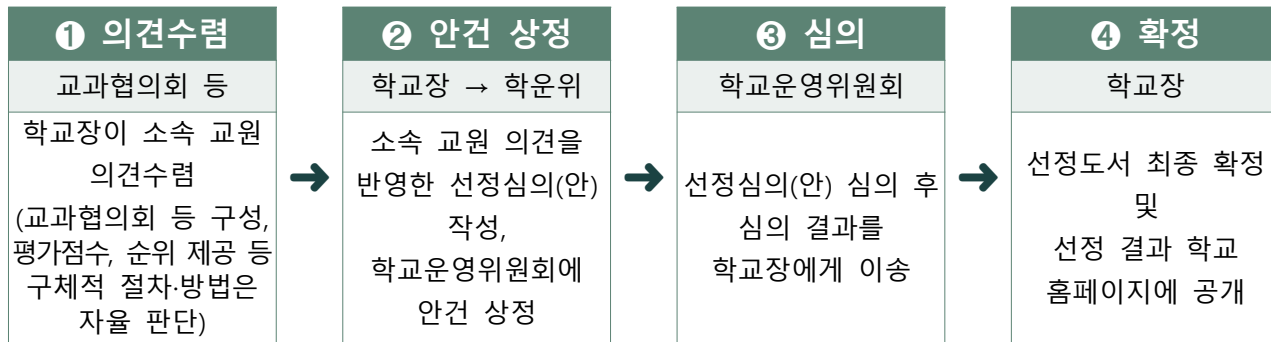 ❶ 의견수렴
교과협의회 등
학교장이 소속 교원
의견수렴
(교과협의회 등 구성,
평가점수, 순위 제공 등
구체적 절차·방법은
자율 판단)
➜
❷ 안건 상정
학교장 → 학운위
소속 교원 의견을
반영한 선정심의(안)
작성,
학교운영위원회에
안건 상정
➜
❸ 심의
학교운영위원회
선정심의(안) 심의 후
심의 결과를
학교장에게 이송
➜
❹ 확정
학교장
선정도서 최종 확정
및
선정 결과 학교
홈페이지에 공개